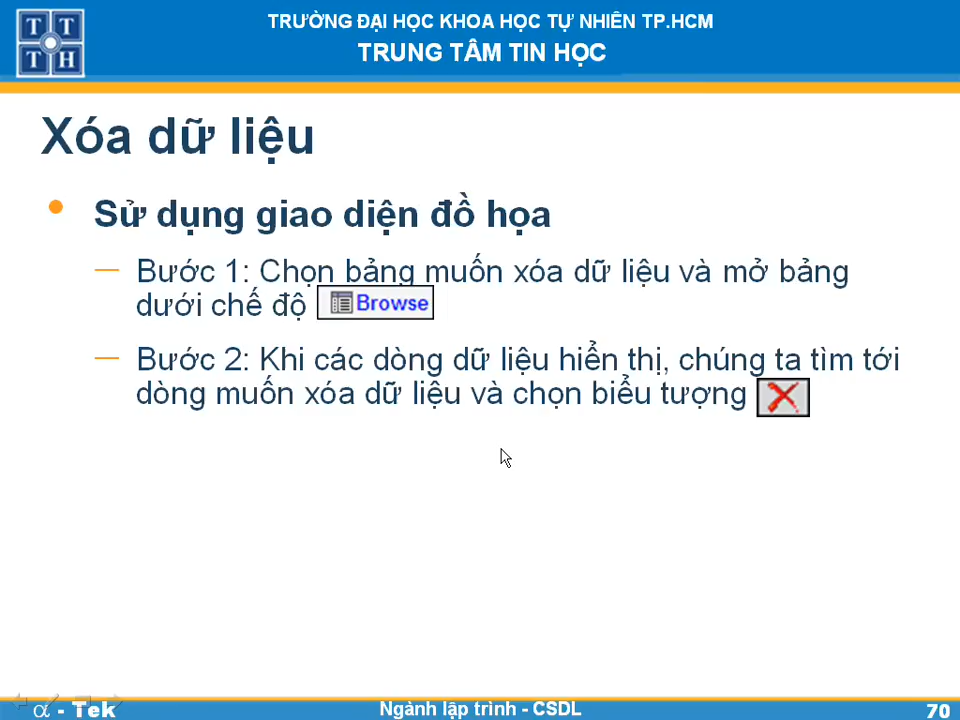 TRƯỜNG ĐẠI HỌC KHOA HỌC TỰ NHIÊN TP.HCM
TRUNG TÂM TIN HỌC
T T
T H
Xóa dữ liệu
Sử dụng giao diện đồ họa
Bước 1: Chọn bảng muốn xóa dữ liệu và mở bảng
dưới chế độ Browse
Bước 2: Khi các dòng dữ liệu hiển thị, chúng ta tìm tới
dòng muốn xóa dữ liệu và chọn biểu tượng
α - Tek
Ngành lập trình - CSDL
70